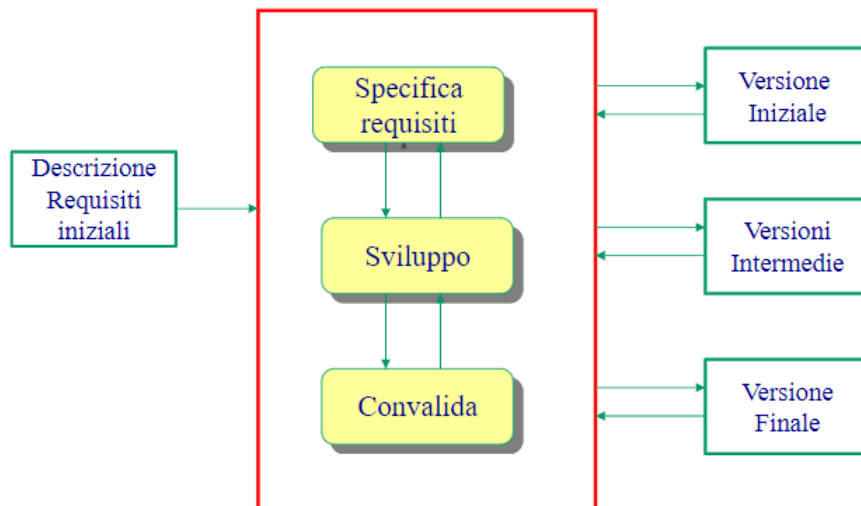 Descrizione
Requisiti
iniziali
Specifica
requisiti
Sviluppo
Convalida
Versione
Iniziale
Versioni
Intermedie
Versione
Finale